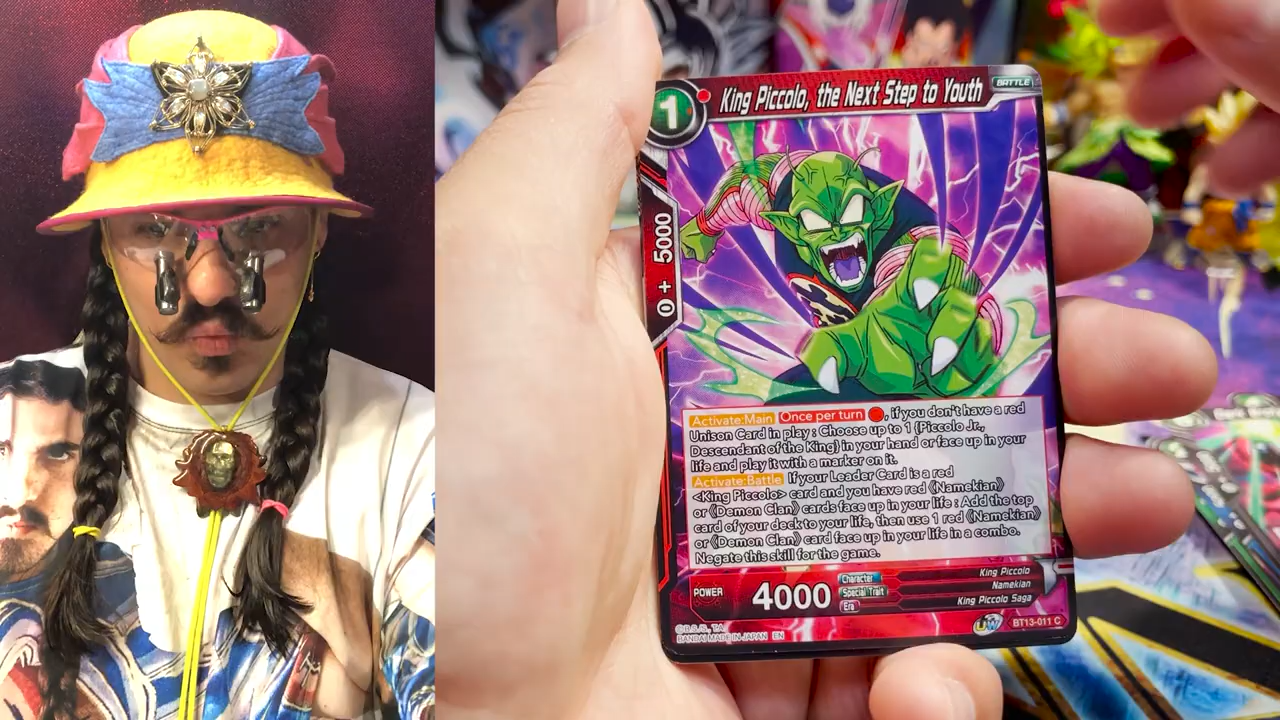 1
King Piccolo, the Next Step to Youth
BATTLE
0 + 5000
Activate:Main Once per turn , if you don't have a red
Unison Card in play : Choose up to 1 {Piccolo Jr.,
Descendant of the King} in your hand or face up in your
life and play it with a marker on it.
Activate:Battle If your Leader Card is a red
<King Piccolo> card and you have red 《Namekian》
or 《Demon Clan》 cards face up in your life : Add the top
card of your deck to your life, then use 1 red 《Namekian》
or 《Demon Clan》 card face up in your life in a combo.
Negate this skill for the game.
POWER 4000
Character King Piccolo
Special Trait Namekian
Era King Piccolo Saga
©B.S./S., T.A.
BANDAI MADE IN JAPAN EN
UW
BT13-011 C